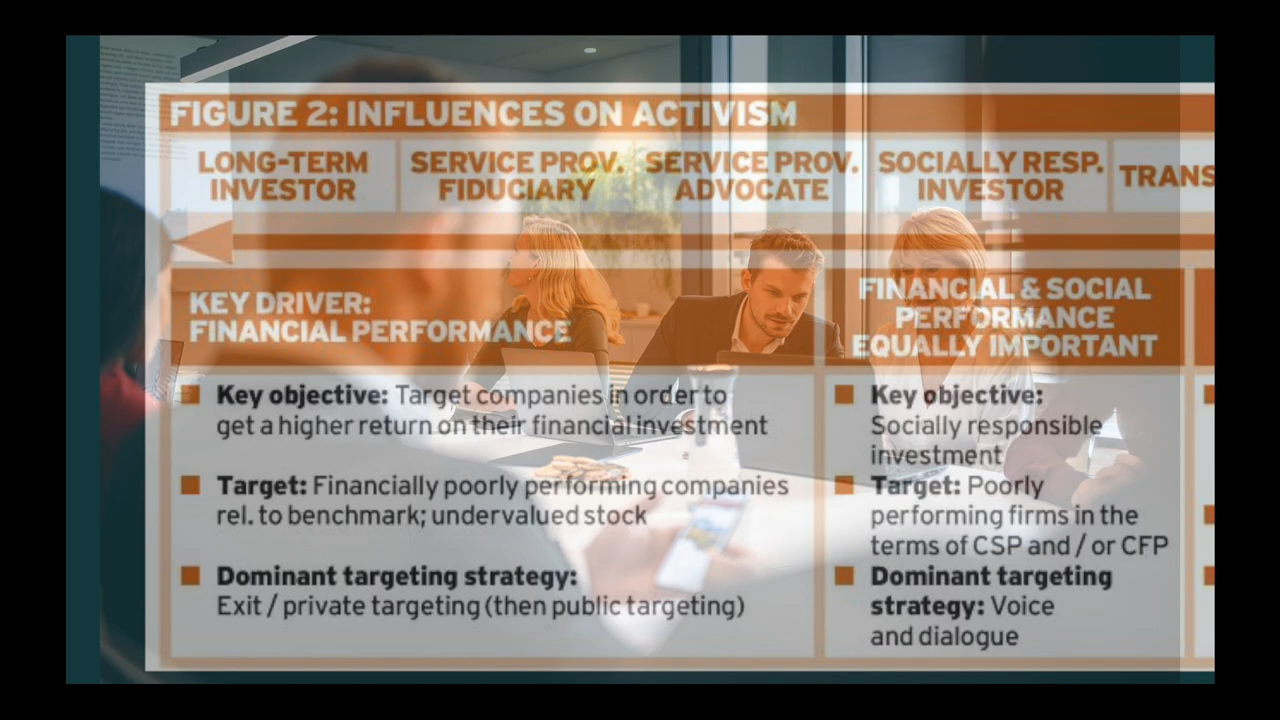 FIGURE 2: INFLUENCES ON ACTIVISM
LONG-TERM
INVESTOR
SERVICE PROV.
FIDUCIARY
SERVICE PROV.
ADVOCATE
SOCIALLY RESP.
INVESTOR
TRANS
KEY DRIVER:
FINANCIAL PERFORMANCE
FINANCIAL & SOCIAL
PERFORMANCE
EQUALLY IMPORTANT
Key objective: Target companies in order to
get a higher return on their financial investment
Target: Financially poorly performing companies
rel. to benchmark; undervalued stock
Dominant targeting strategy:
Exit / private targeting (then public targeting)
Key objective:
Socially responsible
investment
Target: Poorly
performing firms in the
terms of CSP and / or CFP
Dominant targeting
strategy: Voice
and dialogue